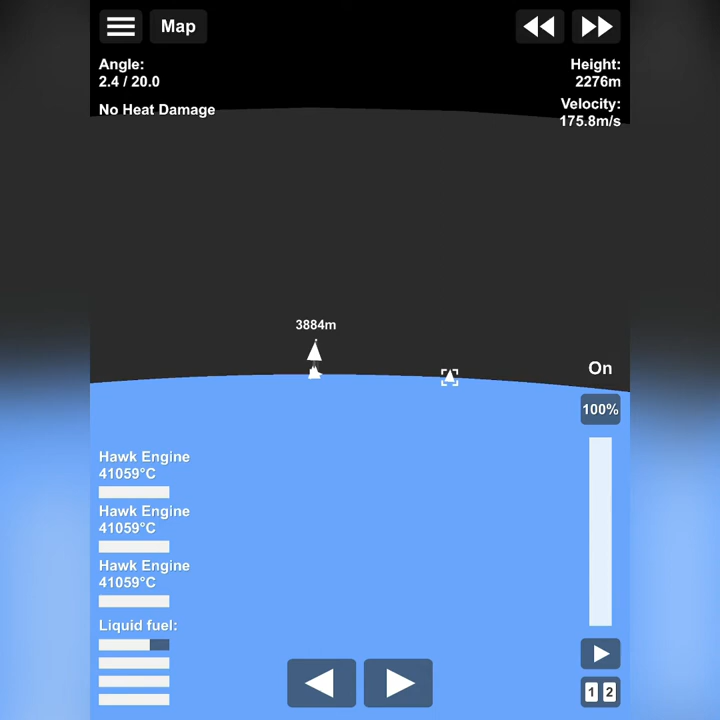 Map
Angle:
2.4 / 20.0
No Heat Damage
Height:
2276m
Velocity:
175.8m/s
3884m
On
100%
Hawk Engine
41059°C
Hawk Engine
41059°C
Hawk Engine
41059°C
Liquid fuel:
1 2